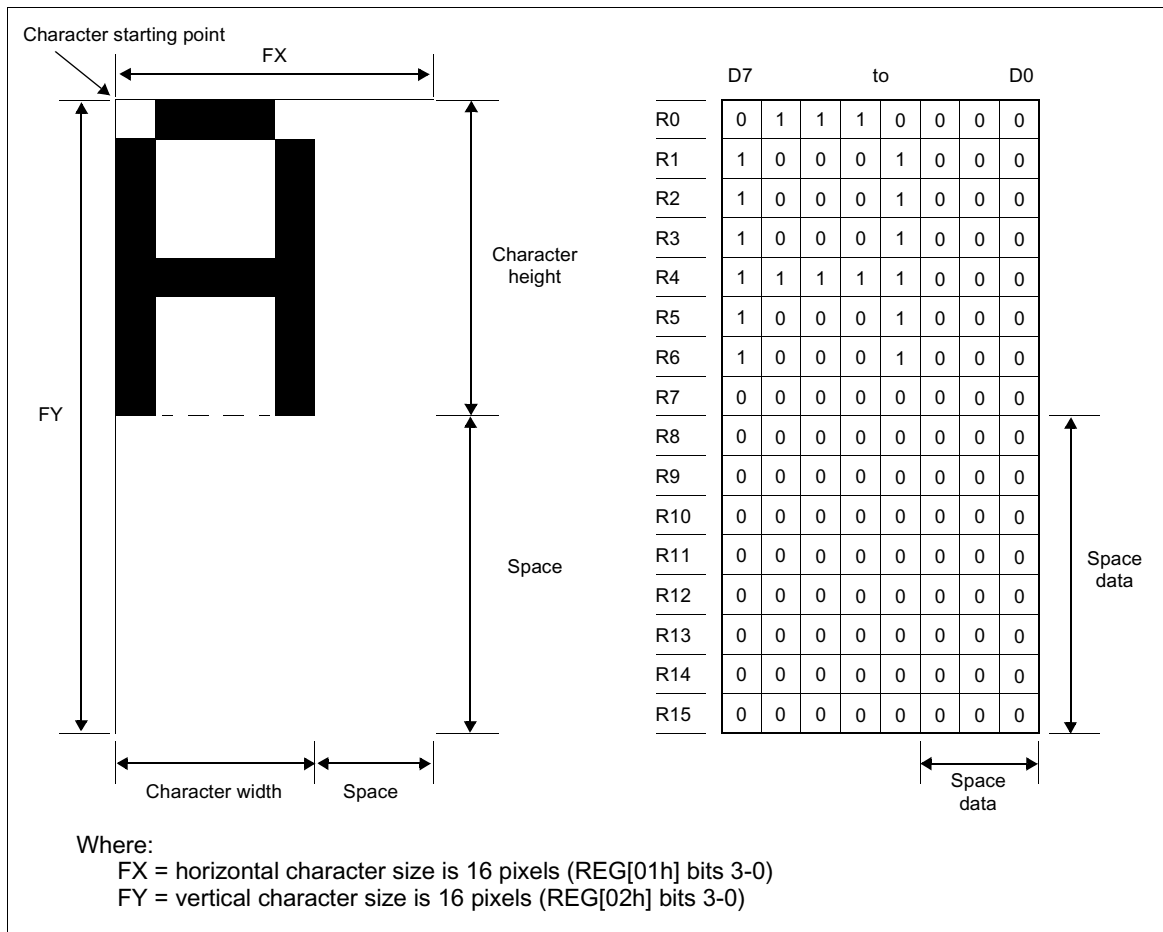 Character starting point
FX
D7 to D0
R0 0 1 1 1 0 0 0 0
R1 1 0 0 0 1 0 0 0
R2 1 0 0 0 1 0 0 0
R3 1 0 0 0 1 0 0 0
Character
height
R4 1 1 1 1 1 0 0 0
R5 1 0 0 0 1 0 0 0
R6 1 0 0 0 1 0 0 0
R7 0 0 0 0 0 0 0 0
FY
R8 0 0 0 0 0 0 0 0
R9 0 0 0 0 0 0 0 0
R10 0 0 0 0 0 0 0 0
R11 0 0 0 0 0 0 0 0
Space
Space
data
R12 0 0 0 0 0 0 0 0
R13 0 0 0 0 0 0 0 0
R14 0 0 0 0 0 0 0 0
R15 0 0 0 0 0 0 0 0
Character width Space
Space
data
Where:
FX = horizontal character size is 16 pixels (REG[01h] bits 3-0)
FY = vertical character size is 16 pixels (REG[02h] bits 3-0)